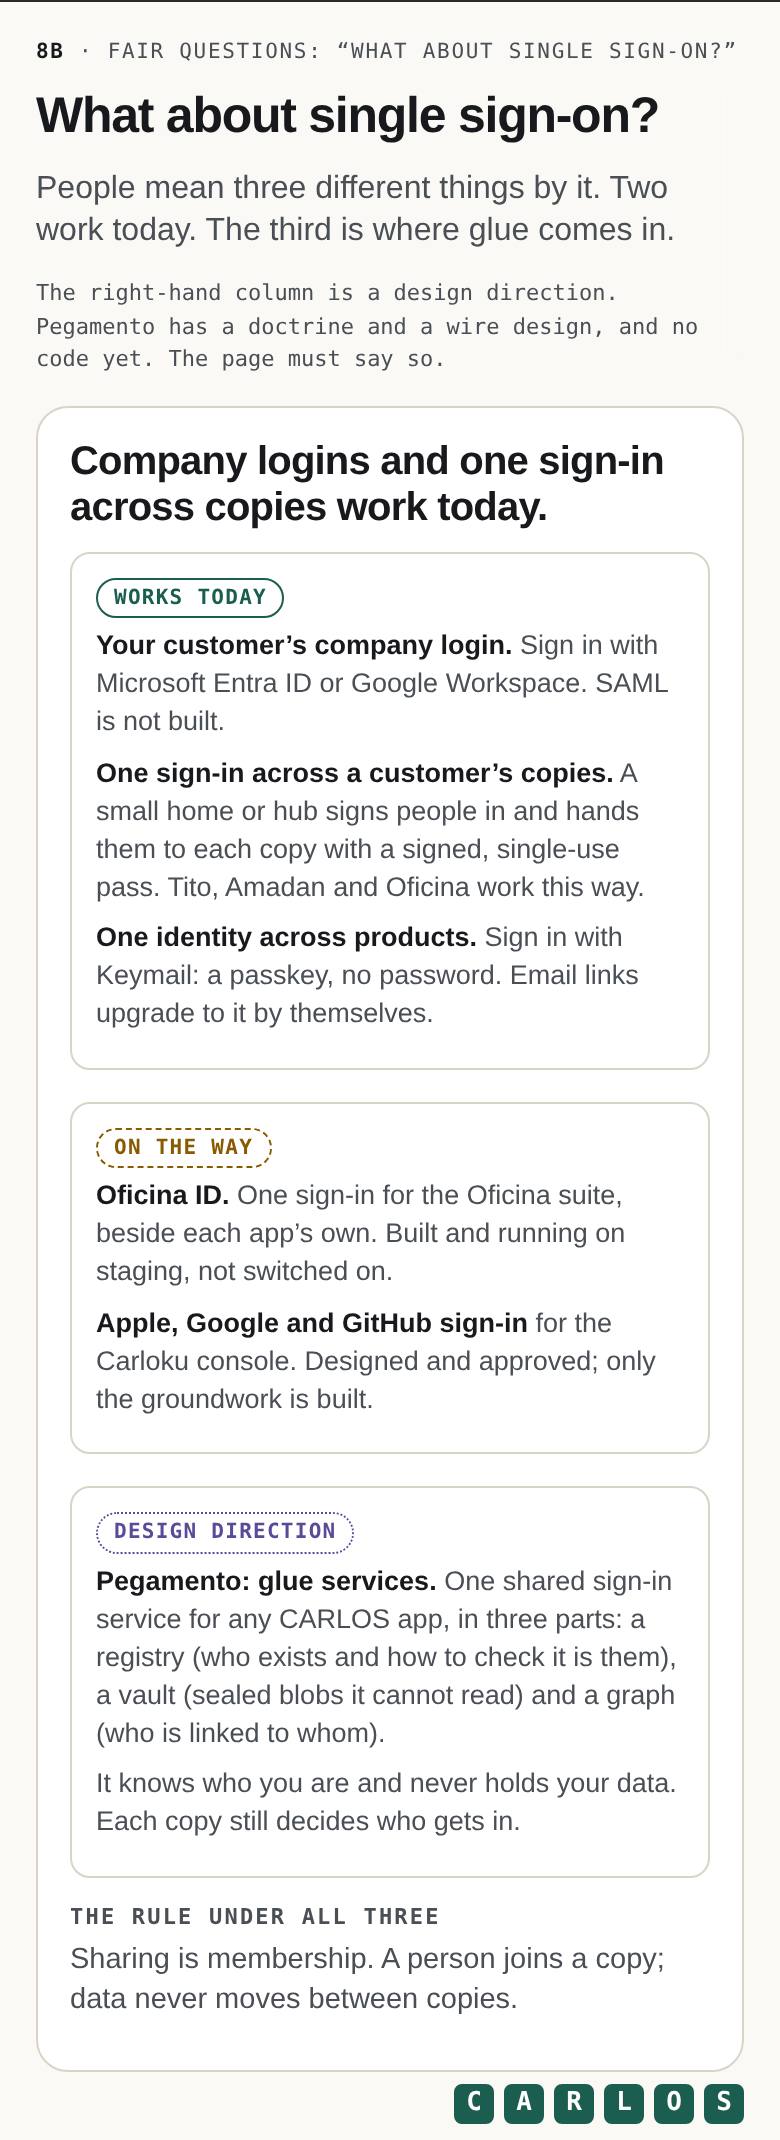 8B · FAIR QUESTIONS: “WHAT ABOUT SINGLE SIGN-ON?”
What about single sign-on?
People mean three different things by it. Two
work today. The third is where glue comes in.
The right-hand column is a design direction.
Pegamento has a doctrine and a wire design, and no
code yet. The page must say so.
Company logins and one sign-in
across copies work today.
WORKS TODAY
Your customer’s company login. Sign in with
Microsoft Entra ID or Google Workspace. SAML
is not built.
One sign-in across a customer’s copies. A
small home or hub signs people in and hands
them to each copy with a signed, single-use
pass. Tito, Amadan and Oficina work this way.
One identity across products. Sign in with
Keymail: a passkey, no password. Email links
upgrade to it by themselves.
ON THE WAY
Oficina ID. One sign-in for the Oficina suite,
beside each app’s own. Built and running on
staging, not switched on.
Apple, Google and GitHub sign-in for the
Carloku console. Designed and approved; only
the groundwork is built.
DESIGN DIRECTION
Pegamento: glue services. One shared sign-in
service for any CARLOS app, in three parts: a
registry (who exists and how to check it is them),
a vault (sealed blobs it cannot read) and a graph
(who is linked to whom).
It knows who you are and never holds your data.
Each copy still decides who gets in.
THE RULE UNDER ALL THREE
Sharing is membership. A person joins a copy;
data never moves between copies.
C A R L O S